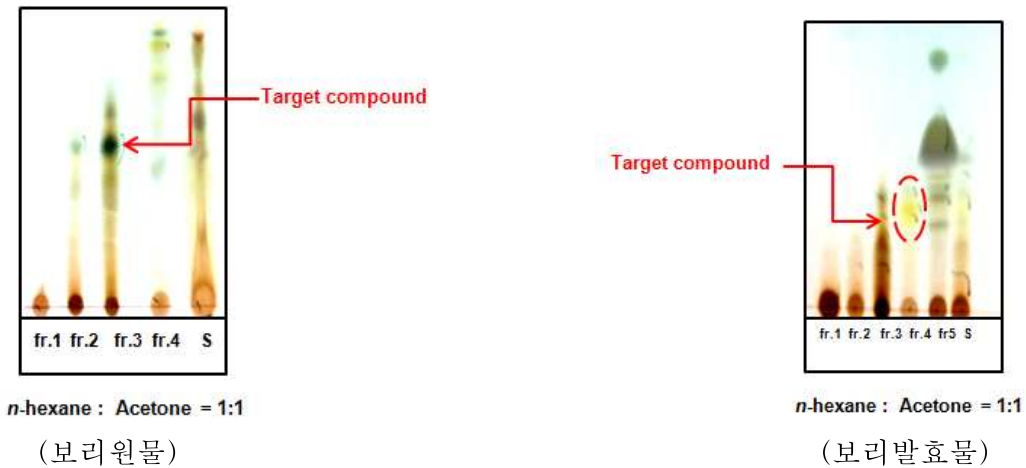 Target compound
fr.1 fr.2 fr.3 fr.4 S
n-hexane : Acetone = 1:1
(보리원물)
Target compound
fr.1 fr.2 fr.3 fr.4 fr5 S
n-hexane : Acetone = 1:1
(보리발효물)